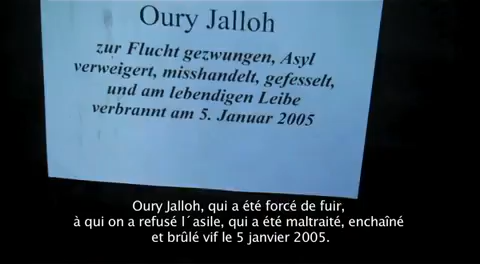 Oury Jalloh
zur Flucht gezwungen, Asyl
verweigert, misshandelt, gefesselt,
und am lebendigen Leibe
verbrannt am 5. Januar 2005
Oury Jalloh, qui a été forcé de fuir,
à qui on a refusé l´asile, qui a été maltraité, enchaîné
et brûlé vif le 5 janvier 2005.